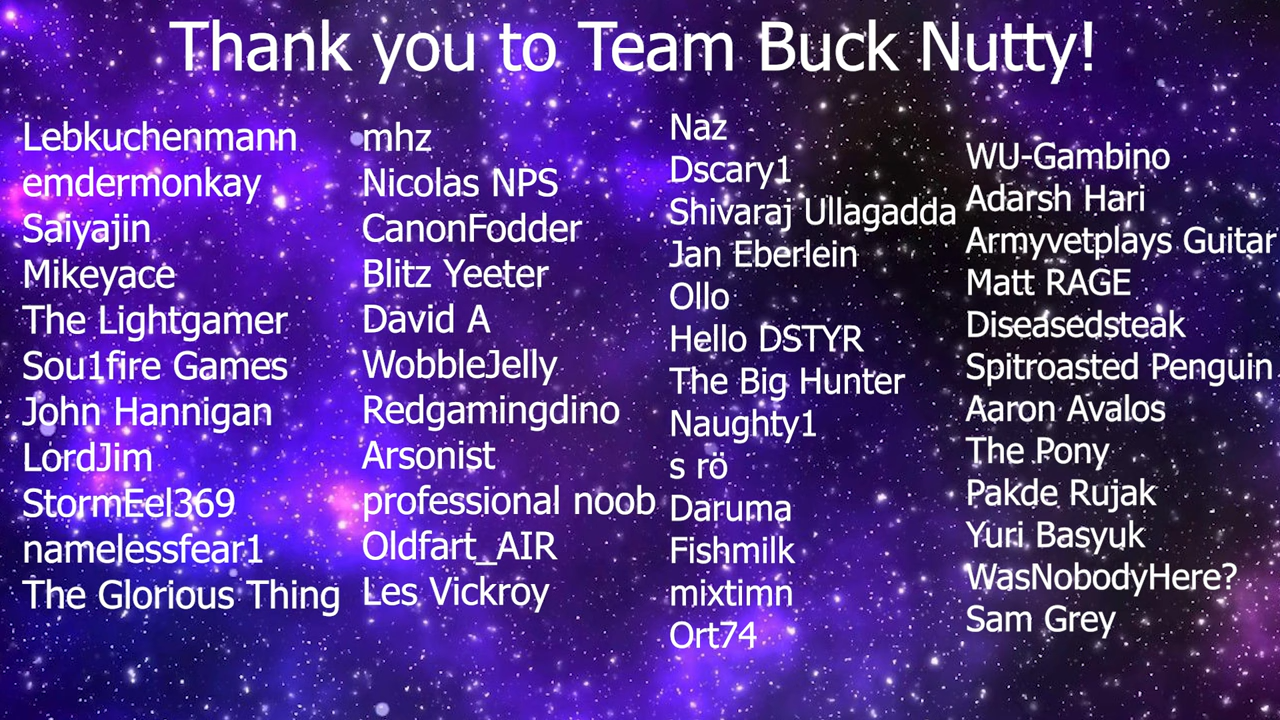 Thank you to Team Buck Nutty!
Lebkuchenmann
emdermonkay
Saiyajin
Mikeyace
The Lightgamer
Sou1fire Games
John Hannigan
LordJim
StormEel369
namelessfear1
The Glorious Thing
mhz
Nicolas NPS
CanonFodder
Blitz Yeeter
David A
WobbleJelly
Redgamingdino
Arsonist
professional noob
Oldfart_AIR
Les Vickroy
Naz
Dscary1
Shivaraj Ullagadda
Jan Eberlein
Ollo
Hello DSTYR
The Big Hunter
Naughty1
s rö
Daruma
Fishmilk
mixtimn
Ort74
WU-Gambino
Adarsh Hari
Armyvetplays Guitar
Matt RAGE
Diseasedsteak
Spitroasted Penguin
Aaron Avalos
The Pony
Pakde Rujak
Yuri Basyuk
WasNobodyHere?
Sam Grey